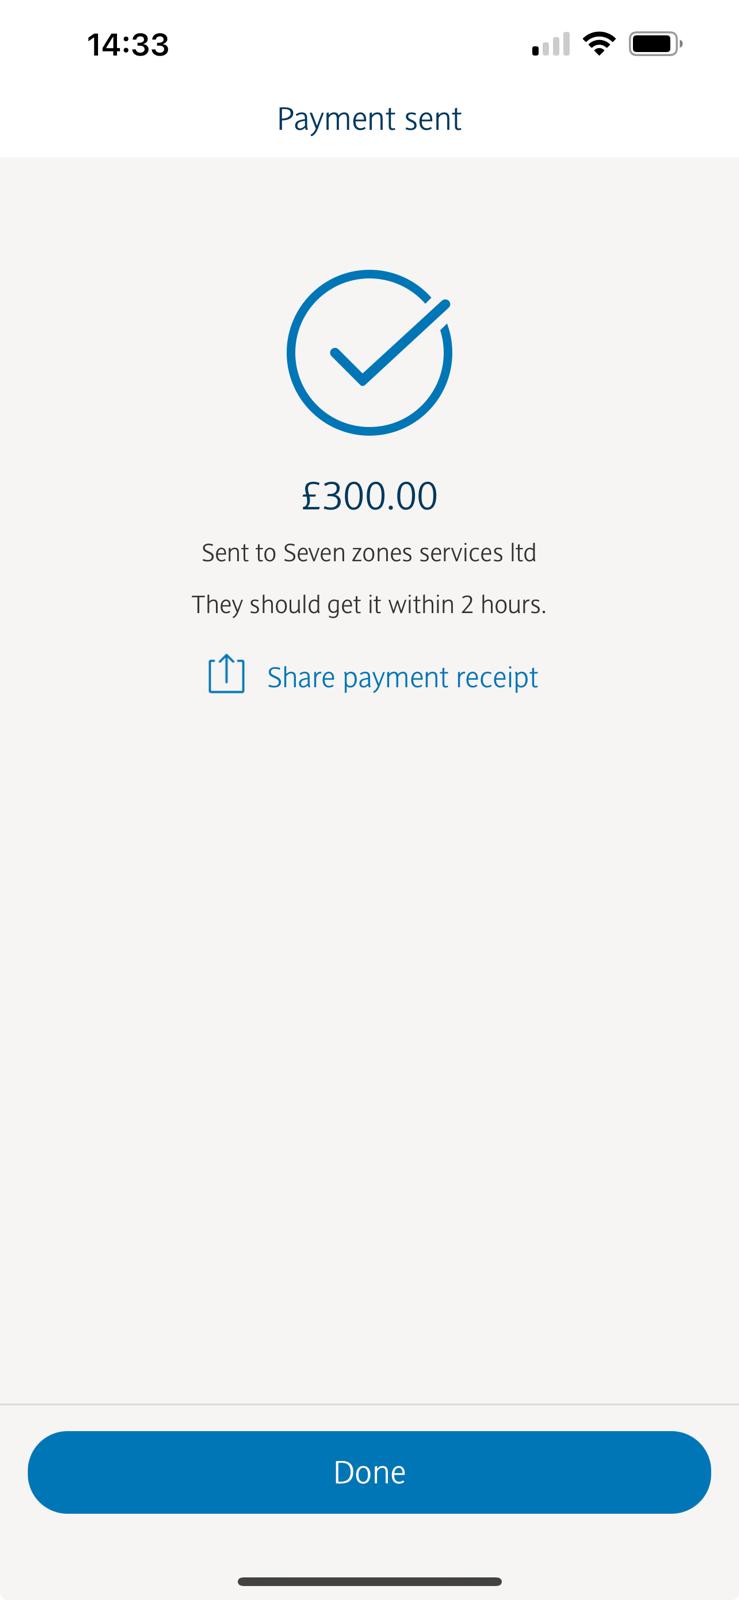 14:33
Payment sent
£300.00
Sent to Seven zones services ltd
They should get it within 2 hours.
Share payment receipt
Done